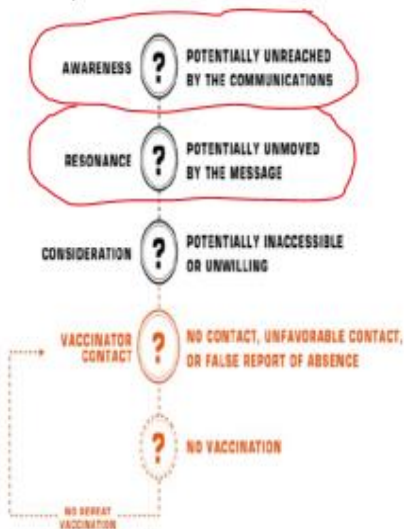 AWARENESS ? POTENTIALLY UNREACHED
BY THE COMMUNICATIONS
RESONANCE ? POTENTIALLY UNMOVED
BY THE MESSAGE
CONSIDERATION ? POTENTIALLY INACCESSIBLE
OR UNWILLING
VACCINATOR
CONTACT
? NO CONTACT, UNFAVORABLE CONTACT,
OR FALSE REPORT OF ABSENCE
? NO VACCINATION
NO REPEAT
VACCINATION